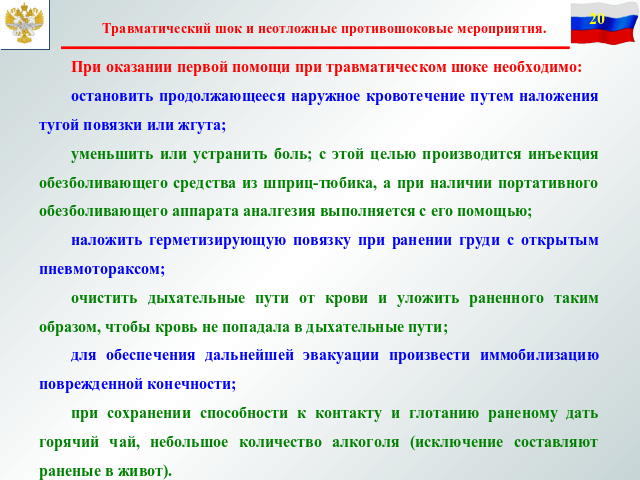 Травматический шок и неотложные противошоковые мероприятия.
20
При оказании первой помощи при травматическом шоке необходимо:
остановить продолжающееся наружное кровотечение путем наложения
тугой повязки или жгута;
уменьшить или устранить боль; с этой целью производится инъекция
обезболивающего средства из шприц-тюбика, а при наличии портативного
обезболивающего аппарата аналгезия выполняется с его помощью;
наложить герметизирующую повязку при ранении груди с открытым
пневмотораксом;
очистить дыхательные пути от крови и уложить раненного таким
образом, чтобы кровь не попадала в дыхательные пути;
для обеспечения дальнейшей эвакуации произвести иммобилизацию
поврежденной конечности;
при сохранении способности к контакту и глотанию раненому дать
горячий чай, небольшое количество алкоголя (исключение составляют
раненые в живот).